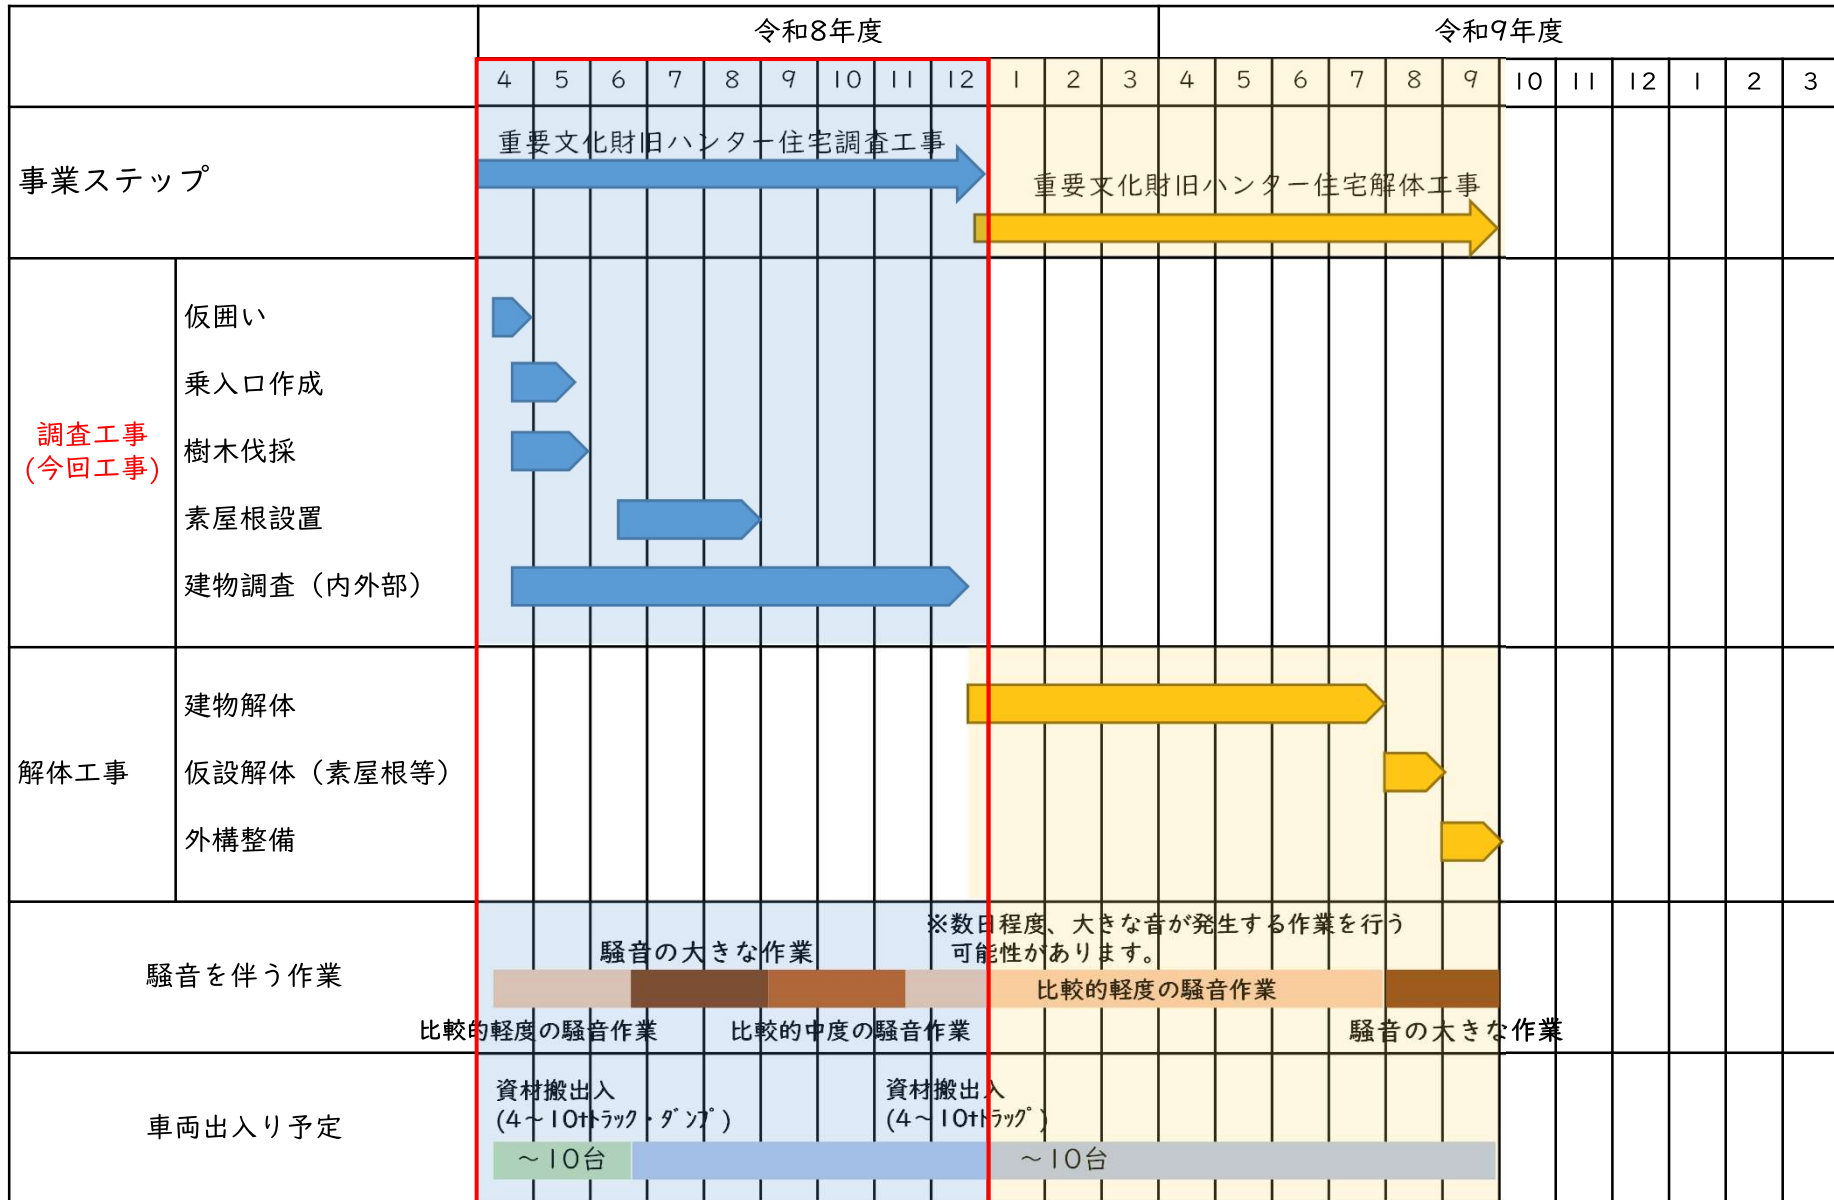 令和8年度 令和9年度
4 5 6 7 8 9 10 11 12 1 2 3 4 5 6 7 8 9 10 11 12 1 2 3
事業ステップ
重要文化財旧ハンター住宅調査工事
重要文化財旧ハンター住宅解体工事
調査工事
(今回工事)
仮囲い
乗入口作成
樹木伐採
素屋根設置
建物調査（内外部）
解体工事
建物解体
仮設解体（素屋根等）
外構整備
騒音を伴う作業
※数日程度、大きな音が発生する作業を行う
可能性があります。
騒音の大きな作業
比較的軽度の騒音作業
比較的軽度の騒音作業
比較的中度の騒音作業
騒音の大きな作業
車両出入り予定
資材搬出入
(4～10tﾄﾗｯｸ・ﾀﾞﾝﾌﾟ)
資材搬出入
(4～10tﾄﾗｯｸﾟ)
～10台
～10台